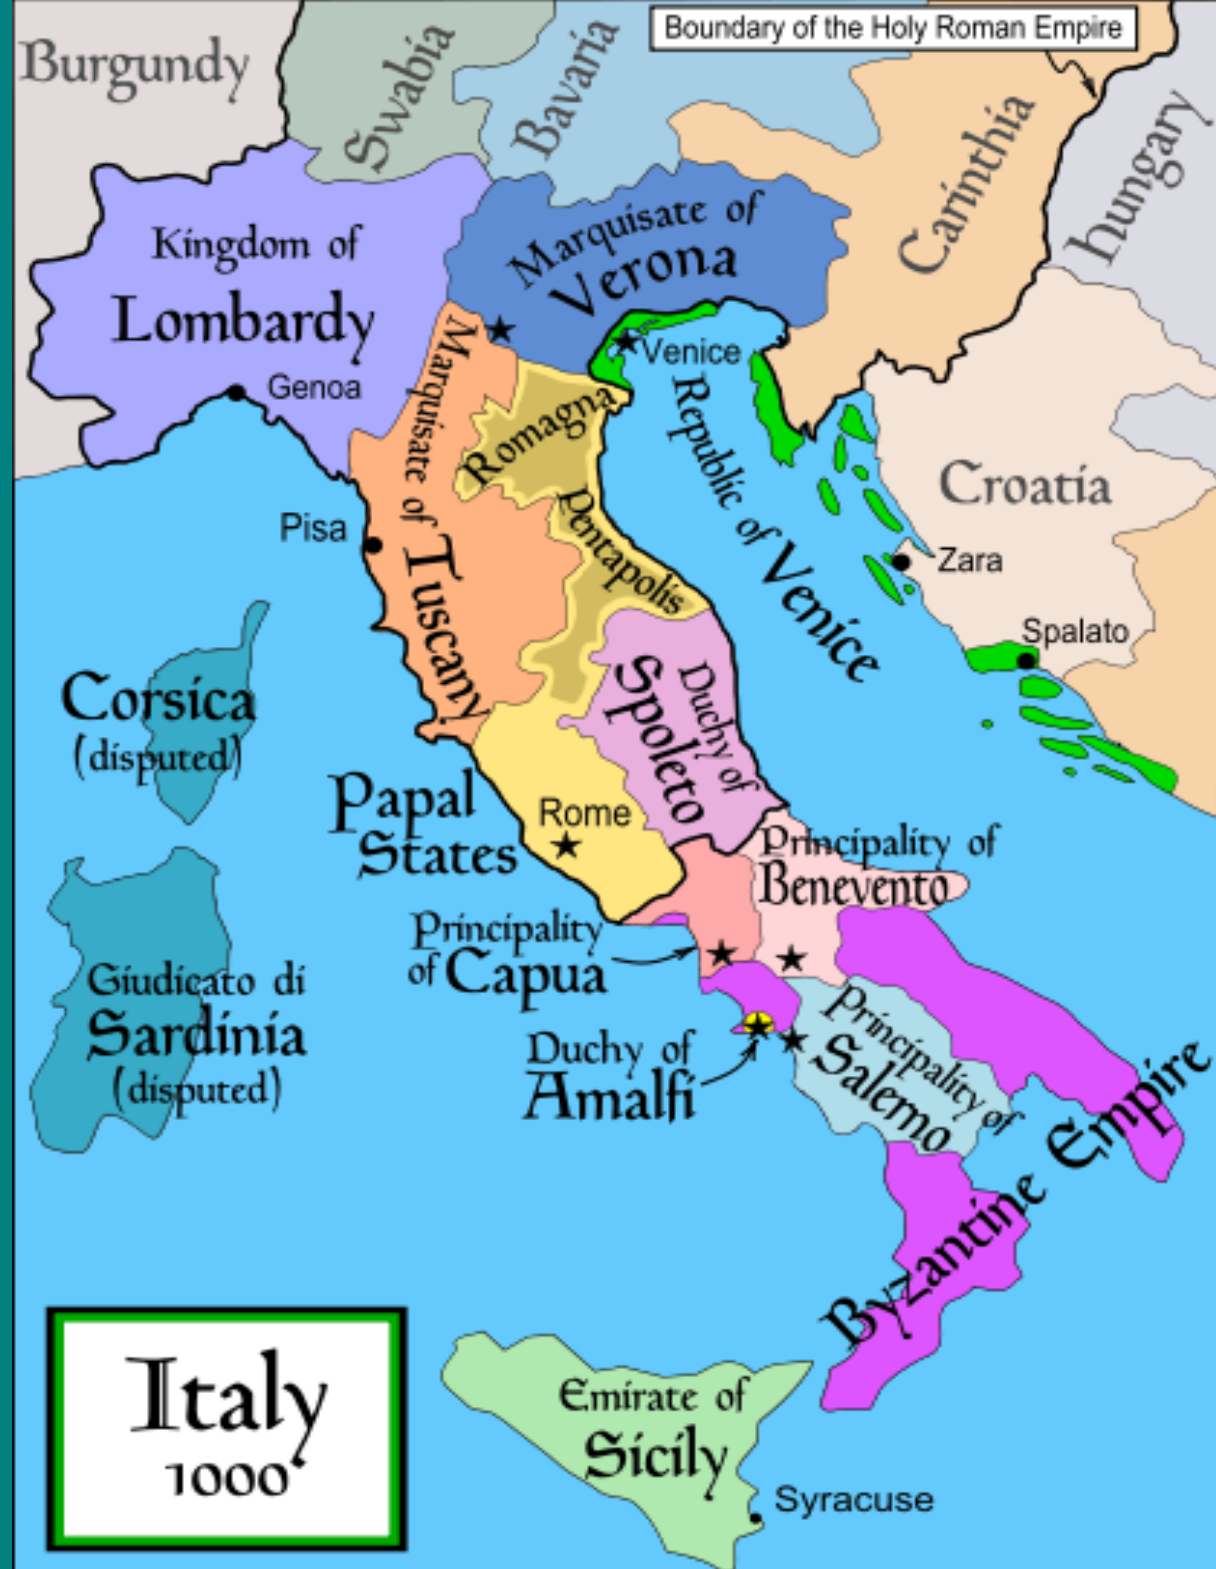 Boundary of the Holy Roman Empire
Burgundy
Swabia
Bavaria
Carinthia
Hungary
Kingdom of
Lombardy
Genoa
Marquisate of
Verona
Venice
Republic of Venice
Marquisate of Tuscany
Romagna
Pentapolis
Pisa
Croatia
Zara
Spalato
Corsica
(disputed)
Duchy of
Spoleto
Papal
States
Rome
Principality of
Benevento
Principality
of Capua
Giudicato di
Sardinia
(disputed)
Duchy of
Amalfi
Principality of
Salerno
Byzantine Empire
Italy
1000
Emirate of
Sicily
Syracuse